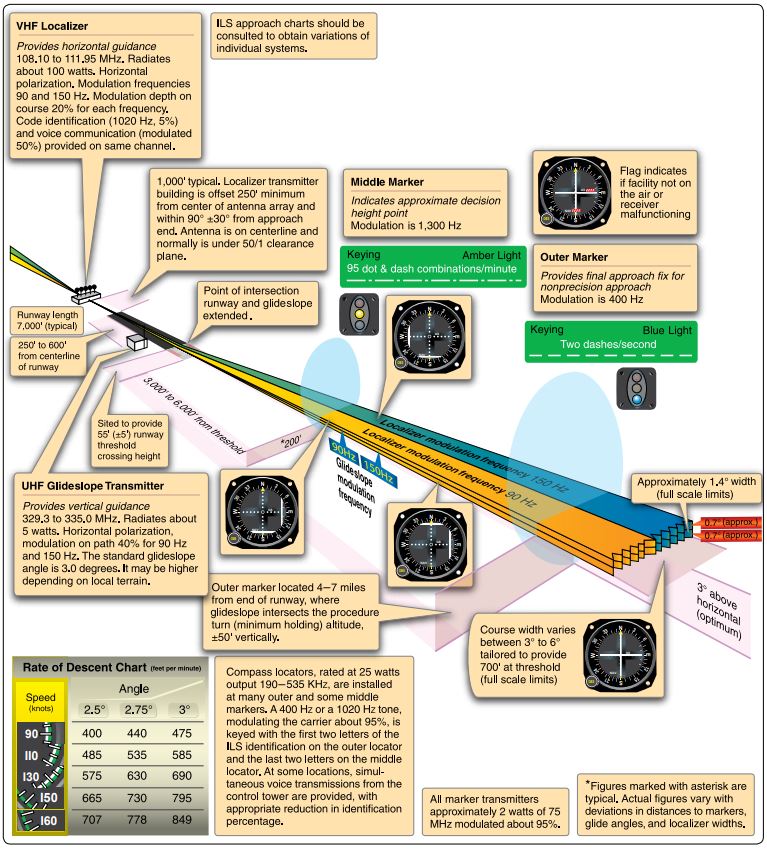 VHF Localizer
Provides horizontal guidance
108.10 to 111.95 MHz. Radiates
about 100 watts. Horizontal
polarization. Modulation frequencies
90 and 150 Hz. Modulation depth on
course 20% for each frequency.
Code identification (1020 Hz, 5%)
and voice communication (modulated
50%) provided on same channel.
ILS approach charts should be
consulted to obtain variations of
individual systems.
1,000' typical. Localizer transmitter
building is offset 250' minimum
from center of antenna array and
within 90° ±30° from approach
end. Antenna is on centerline and
normally is under 50/1 clearance
plane.
Middle Marker
Indicates approximate decision
height point
Modulation is 1,300 Hz
Keying Amber Light
95 dot & dash combinations/minute
Flag indicates
if facility not on
the air or
receiver
malfunctioning
Outer Marker
Provides final approach fix for
nonprecision approach
Modulation is 400 Hz
Keying Blue Light
Two dashes/second
Point of intersection
runway and glideslope
extended .
Runway length
7,000' (typical)
250' to 600'
from centerline
of runway
3,000' to 6,000' from threshold
*200'
Sited to provide
55' (±5') runway
threshold
crossing height
Localizer modulation frequency 150 Hz
Localizer modulation frequency 90 Hz
90Hz
150Hz
Glideslope
modulation
frequency
UHF Glideslope Transmitter
Provides vertical guidance
329.3 to 335.0 MHz. Radiates about
5 watts. Horizontal polarization,
modulation on path 40% for 90 Hz
and 150 Hz. The standard glideslope
angle is 3.0 degrees. It may be higher
depending on local terrain.
Approximately 1.4° width
(full scale limits)
0.7° (approx.)
0.7° (approx.)
3° above
horizontal
(optimum)
Outer marker located 4–7 miles
from end of runway, where
glideslope intersects the procedure
turn (minimum holding) altitude,
±50' vertically.
Course width varies
between 3° to 6°
tailored to provide
700' at threshold
(full scale limits)
Rate of Descent Chart (feet per minute)
Speed
(knots)
Angle
2.5° 2.75° 3°
90 400 440 475
110 485 535 585
130 575 630 690
150 665 730 795
160 707 778 849
Compass locators, rated at 25 watts
output 190–535 KHz, are installed
at many outer and some middle
markers. A 400 Hz or a 1020 Hz tone,
modulating the carrier about 95%, is
keyed with the first two letters of the
ILS identification on the outer locator
and the last two letters on the middle
locator. At some locations, simul-
taneous voice transmissions from the
control tower are provided, with
appropriate reduction in identification
percentage.
All marker transmitters
approximately 2 watts of 75
MHz modulated about 95%.
*Figures marked with asterisk are
typical. Actual figures vary with
deviations in distances to markers,
glide angles, and localizer widths.